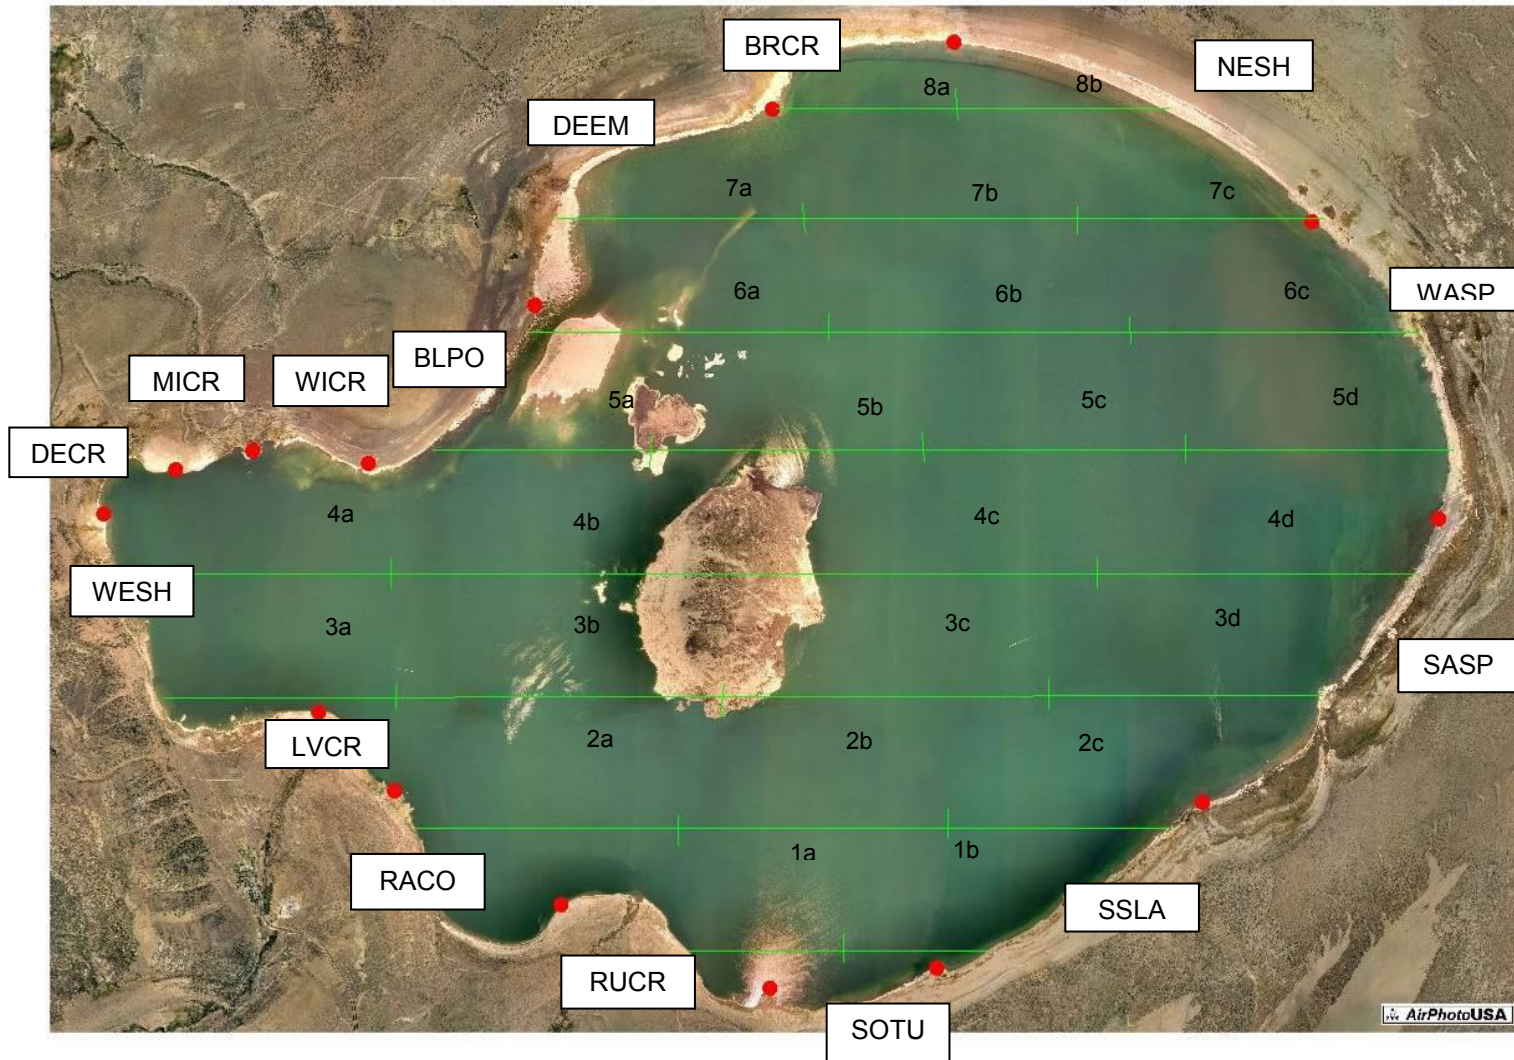 BRCR
NESH
8a
8b
DEEM
7a
7b
7c
6a
6b
6c
WASP
BLPO
MICR
WICR
5a
5b
5c
5d
DECR
4a
4b
4c
4d
WESH
3a
3b
3c
3d
SASP
LVCR
2a
2b
2c
1a
1b
RACO
SSLA
RUCR
SOTU
AirPhotoUSA